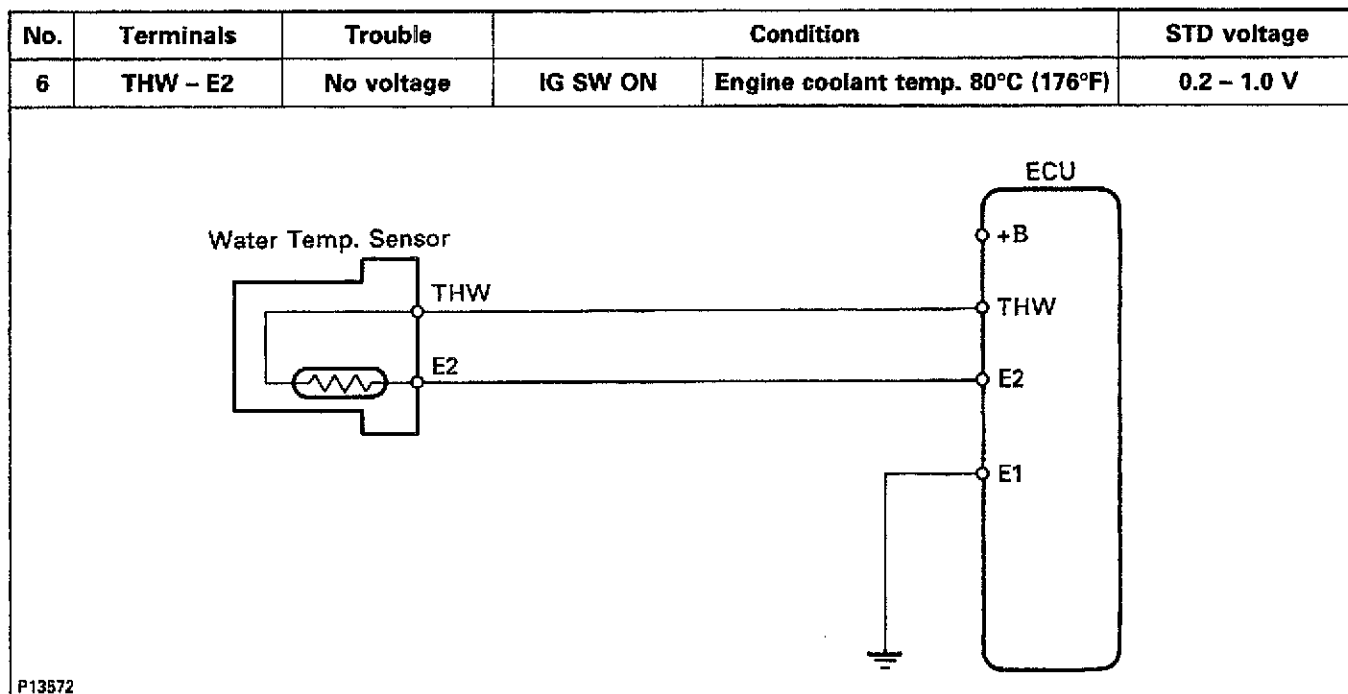 No. Terminals Trouble Condition STD voltage
6 THW – E2 No voltage IG SW ON Engine coolant temp. 80°C (176°F) 0.2 – 1.0 V
ECU
+B
Water Temp. Sensor
THW THW
E2 E2
E1
P13572